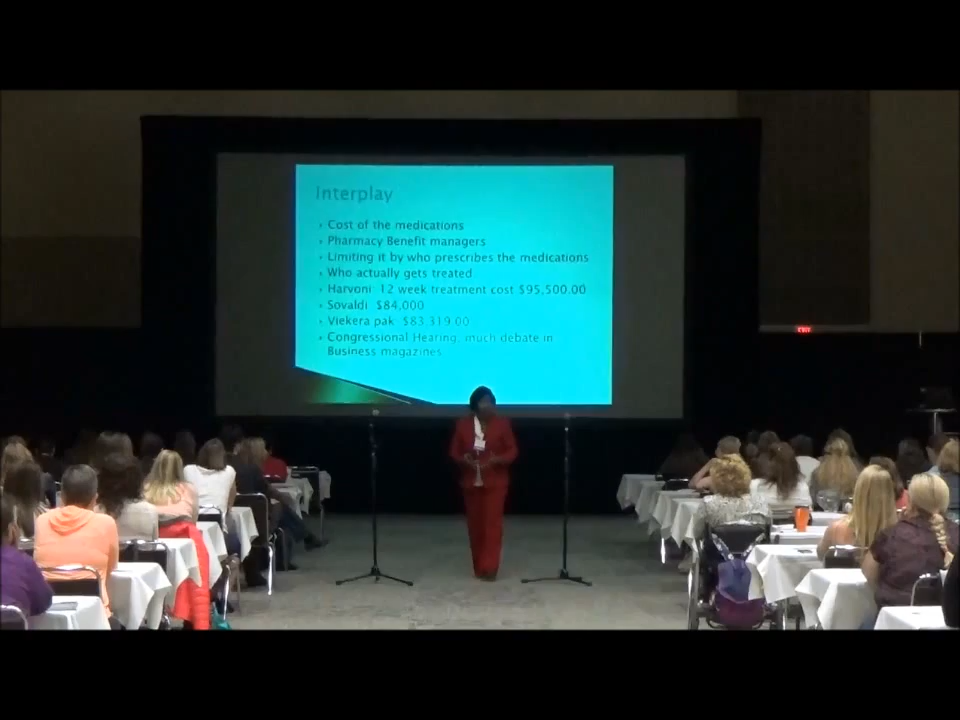 Interplay
Cost of the medications
Pharmacy Benefit managers
Limiting it by who prescribes the medications
Who actually gets treated
Harvoni: 12 week treatment cost $95,500.00
Sovaldi $84,000
Viekera pak $83,319.00
Congressional Hearing, much debate in
Business magazines
EXIT